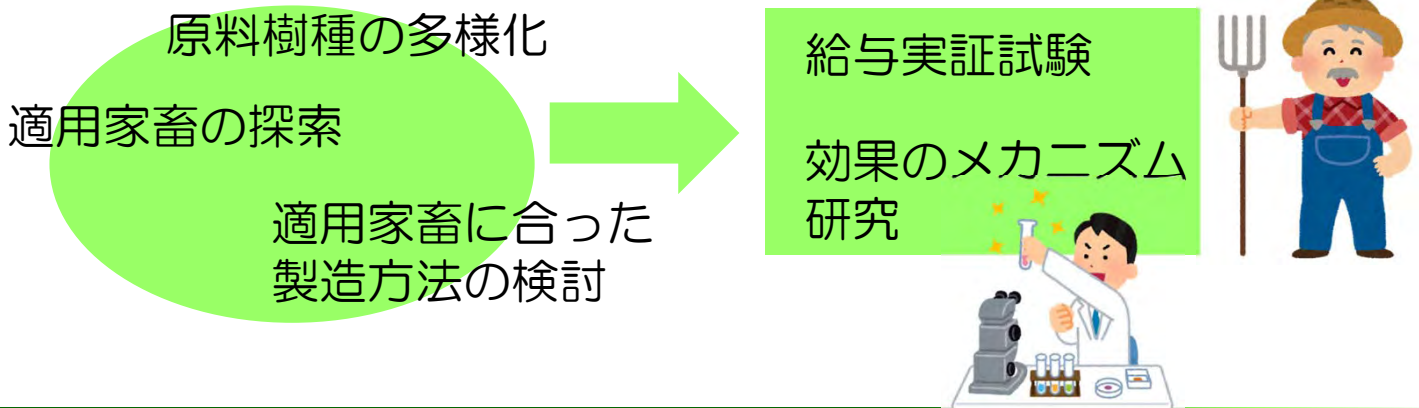 原料樹種の多様化
適用家畜の探索
適用家畜に合った
製造方法の検討
給与実証試験
効果のメカニズム
研究